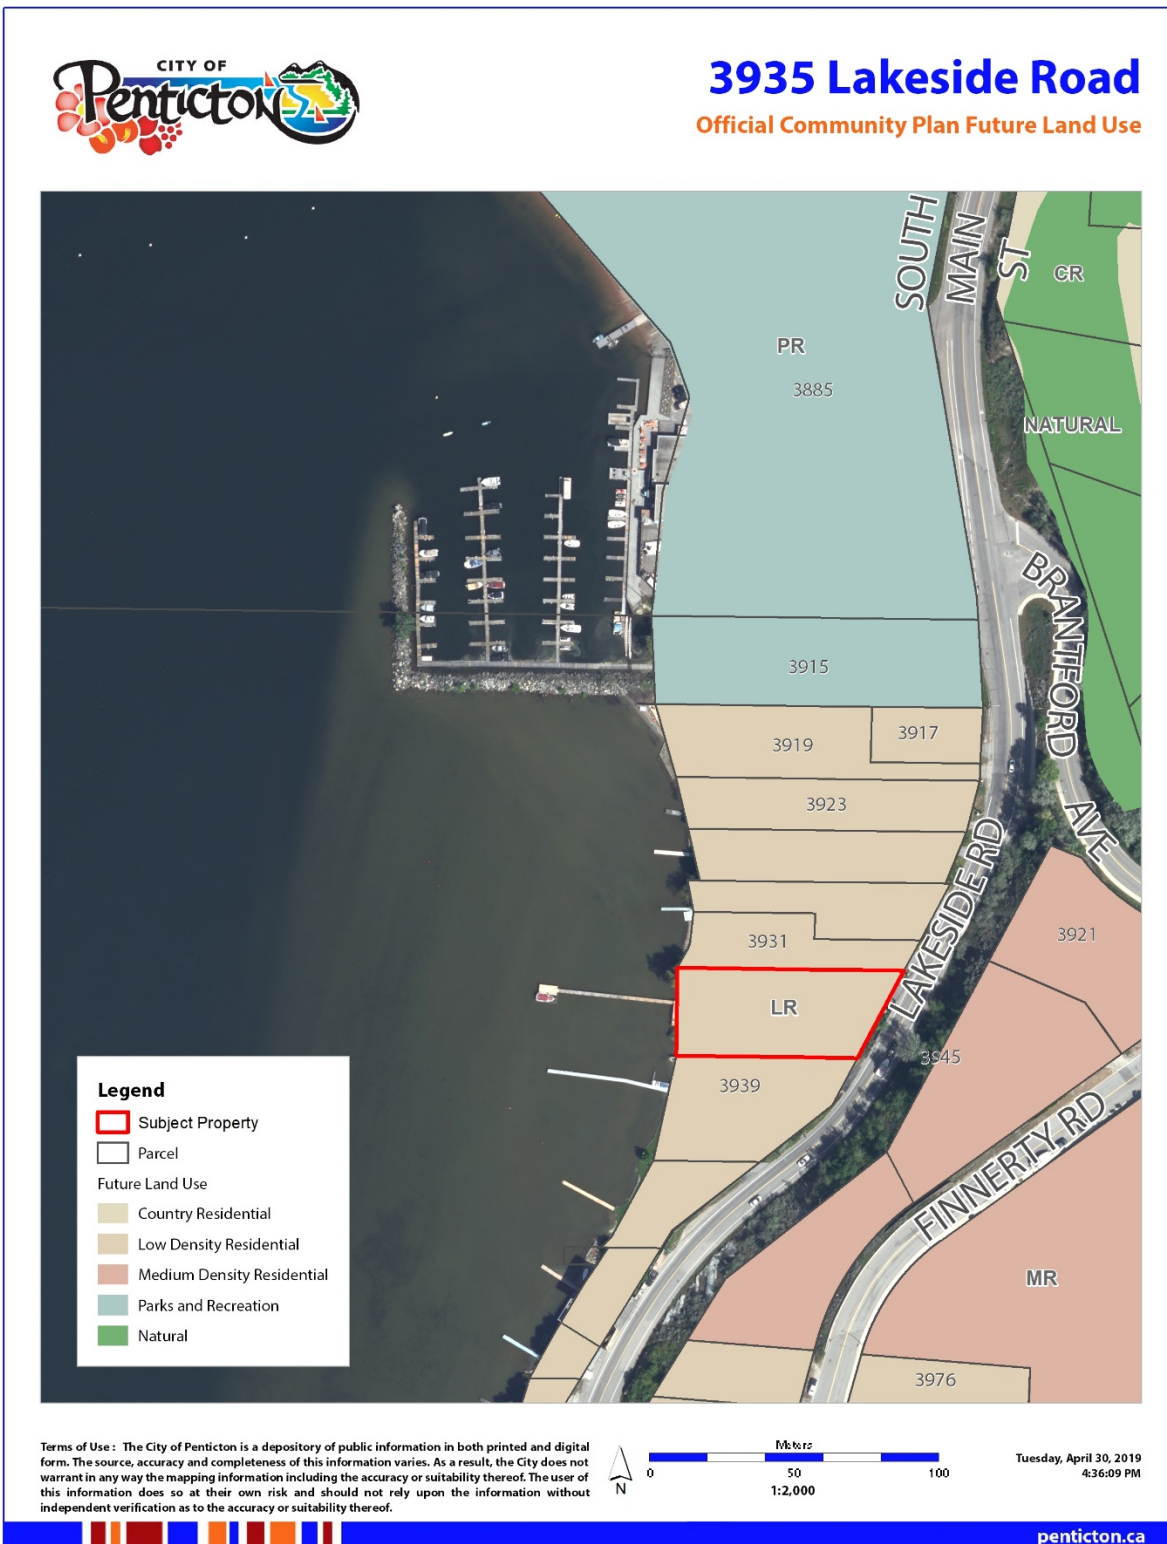 CITY OF
Penticton
3935 Lakeside Road
Official Community Plan Future Land Use
SOUTH
MAIN
ST
CR
PR
3885
NATURAL
BRANTFORD
AVE
3915
3919
3917
3923
LAKESIDE RD
3921
3931
LR
3945
3939
FINNERTY RD
MR
3976
Legend
Subject Property
Parcel
Future Land Use
Country Residential
Low Density Residential
Medium Density Residential
Parks and Recreation
Natural
Terms of Use : The City of Penticton is a depository of public information in both printed and digital
form. The source, accuracy and completeness of this information varies. As a result, the City does not
warrant in any way the mapping information including the accuracy or suitability thereof. The user of
this information does so at their own risk and should not rely upon the information without
independent verification as to the accuracy or suitability thereof.
N
Meters
0 50 100
1:2,000
Tuesday, April 30, 2019
4:36:09 PM
penticton.ca